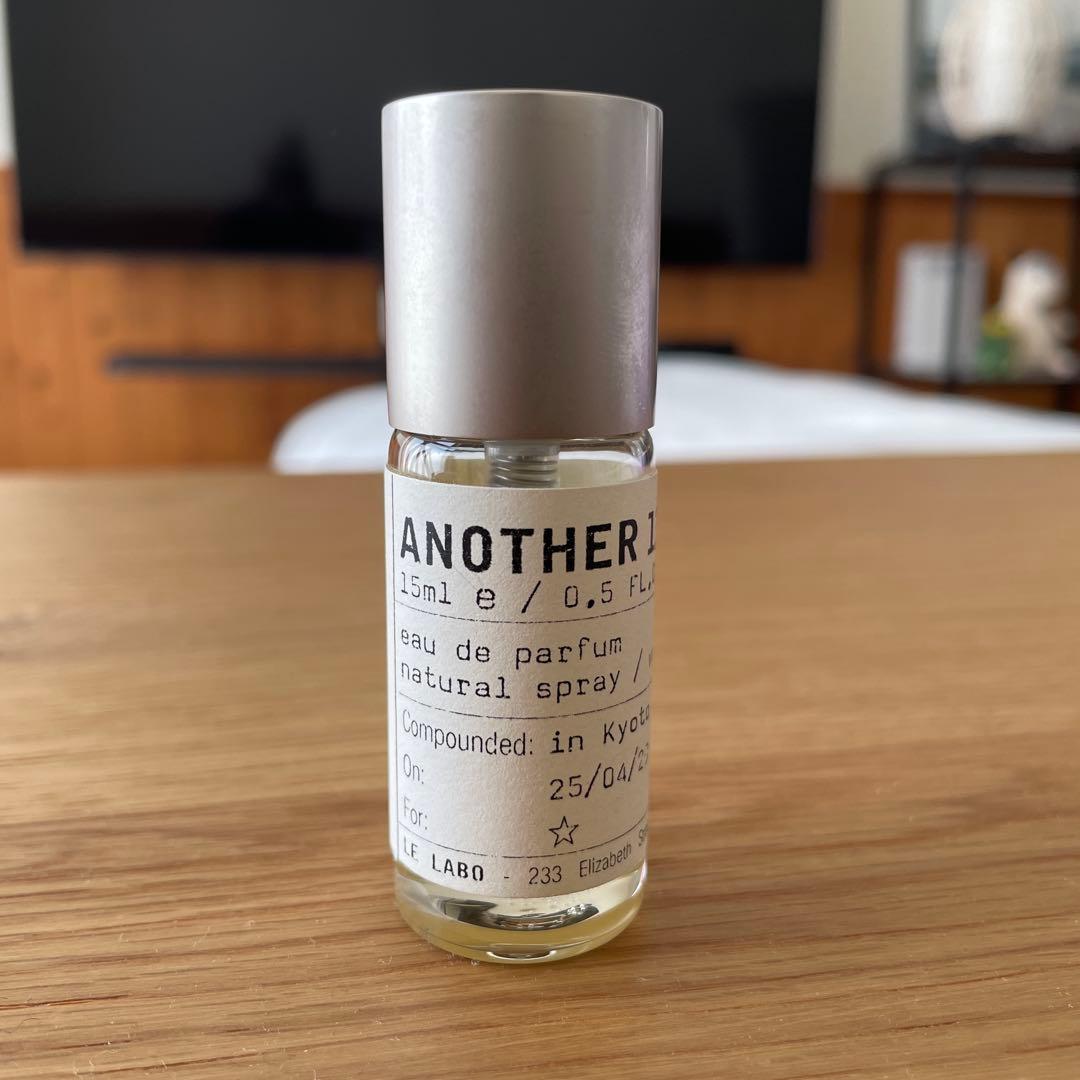 ANOTHER 1
15ml e / 0.5 FL.
eau de parfum
natural spray /
Compounded: in Kyoto
On: 25/04/2
For: ☆
LE LABO - 233 Elizabeth